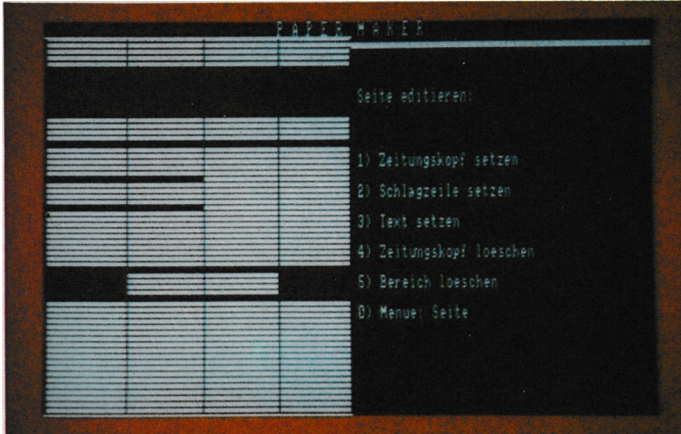 PAPER MAKER
Seite editieren:
1) Zeitungskopf setzen
2) Schlagzeile setzen
3) Text setzen
4) Zeitungskopf loeschen
5) Bereich loeschen
0) Menue: Seite